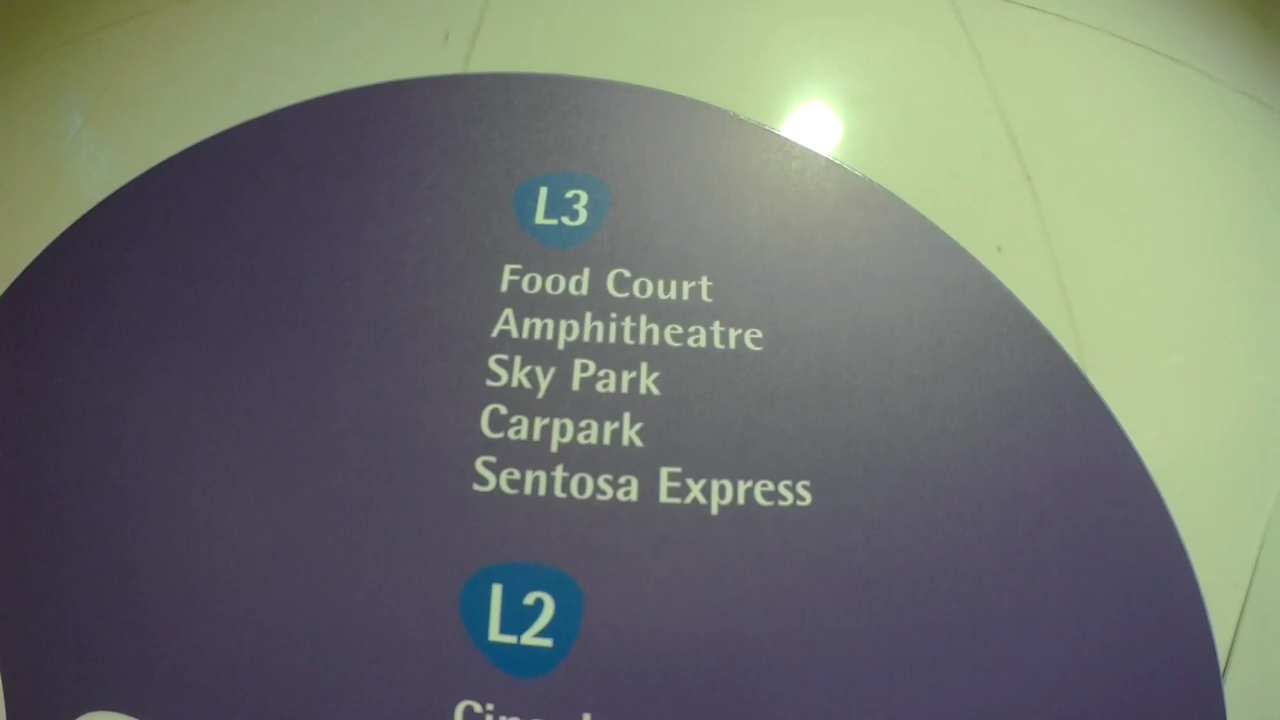 L3
Food Court
Amphitheatre
Sky Park
Carpark
Sentosa Express
L2